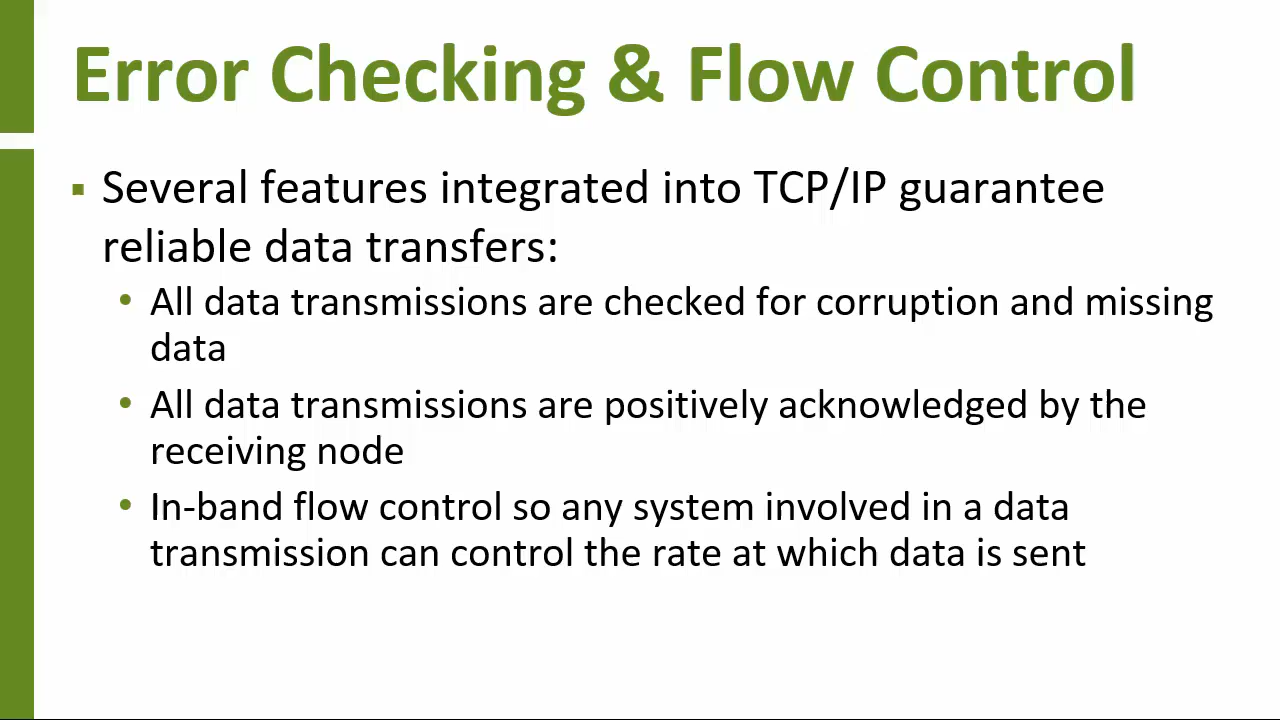 Error Checking & Flow Control
▪ Several features integrated into TCP/IP guarantee
reliable data transfers:
• All data transmissions are checked for corruption and missing
data
• All data transmissions are positively acknowledged by the
receiving node
• In-band flow control so any system involved in a data
transmission can control the rate at which data is sent